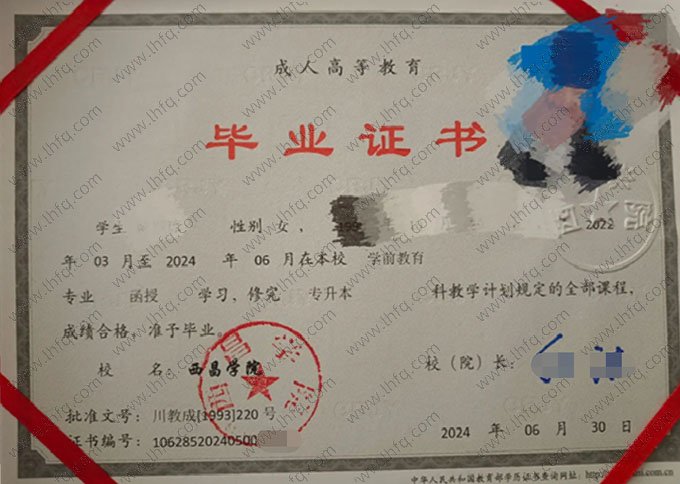 成人高等教育
毕业证书
学生 性别 女， 2022
年 03 月至 2024 年 06 月在本校 学前教育
专业 函授 学习，修完 专升本 科教学计划规定的全部课程，
成绩合格，准予毕业。
校 名：西昌学院 校（院）长：
批准文号：川教成[1993]220 号
证书编号：10628520240500 2024 年 06 月 30 日
中华人民共和国教育部学历证书查询网址：
www.lhfq.com